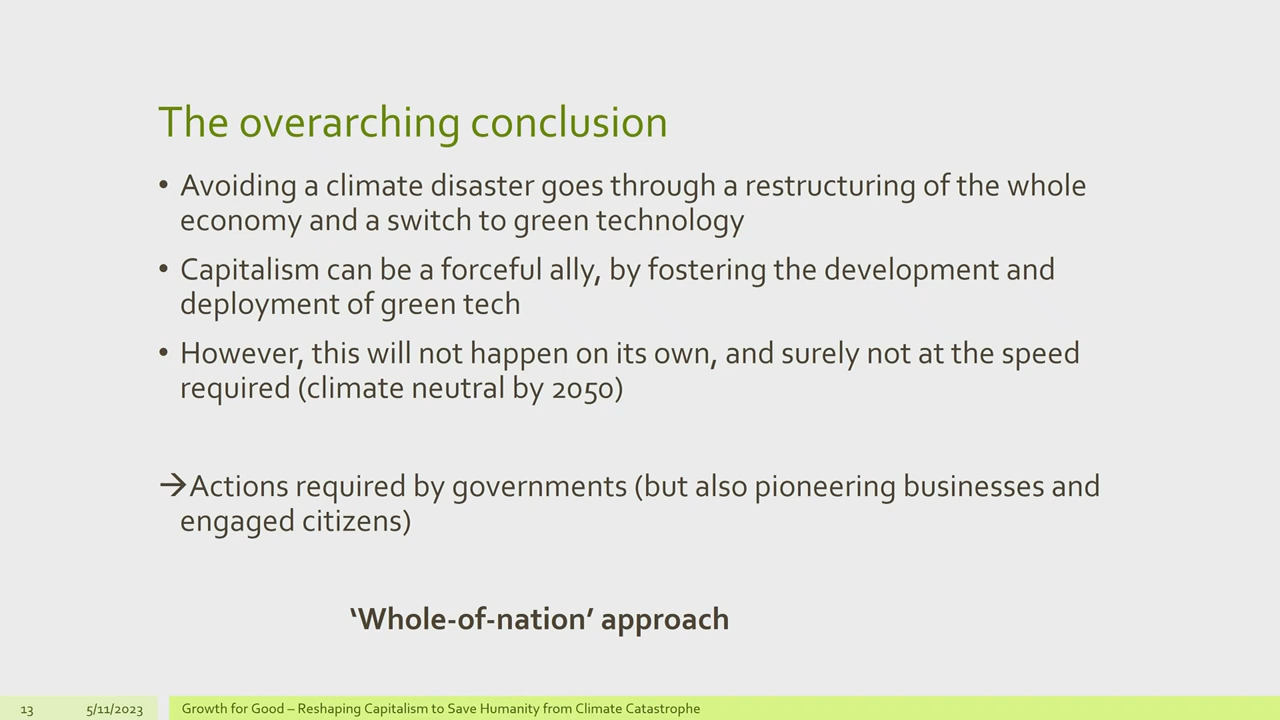 The overarching conclusion
• Avoiding a climate disaster goes through a restructuring of the whole
economy and a switch to green technology
• Capitalism can be a forceful ally, by fostering the development and
deployment of green tech
• However, this will not happen on its own, and surely not at the speed
required (climate neutral by 2050)
→Actions required by governments (but also pioneering businesses and
engaged citizens)
‘Whole-of-nation’ approach
13 5/11/2023 Growth for Good – Reshaping Capitalism to Save Humanity from Climate Catastrophe